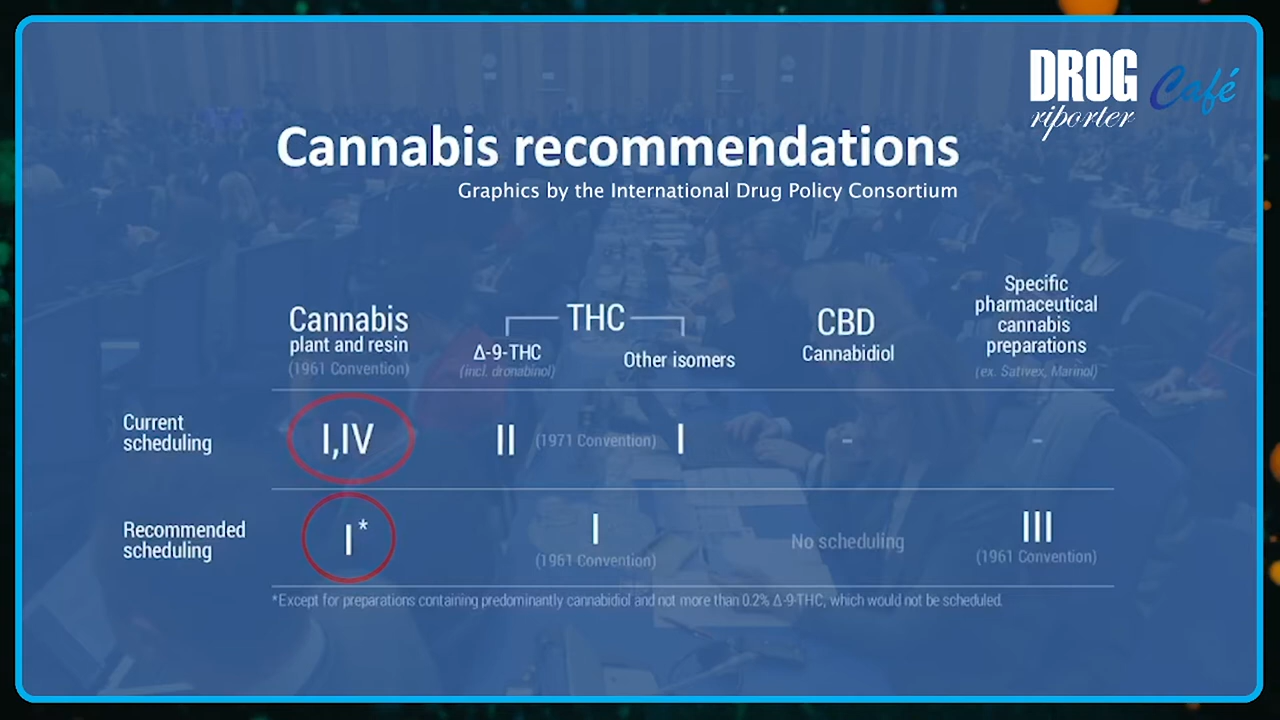 DROG
riporter
Café
Cannabis recommendations
Graphics by the International Drug Policy Consortium
Cannabis
plant and resin
(1961 Convention)
THC
Δ-9-THC
(incl. dronabinol)
Other isomers
CBD
Cannabidiol
Specific
pharmaceutical
cannabis
preparations
(ex. Sativex, Marinol)
Current
scheduling
I,IV
II (1971 Convention) I - -
Recommended
scheduling
I*
I
(1961 Convention)
No scheduling
III
(1961 Convention)
*Except for preparations containing predominantly cannabidiol and not more than 0.2% Δ-9-THC, which would not be scheduled.